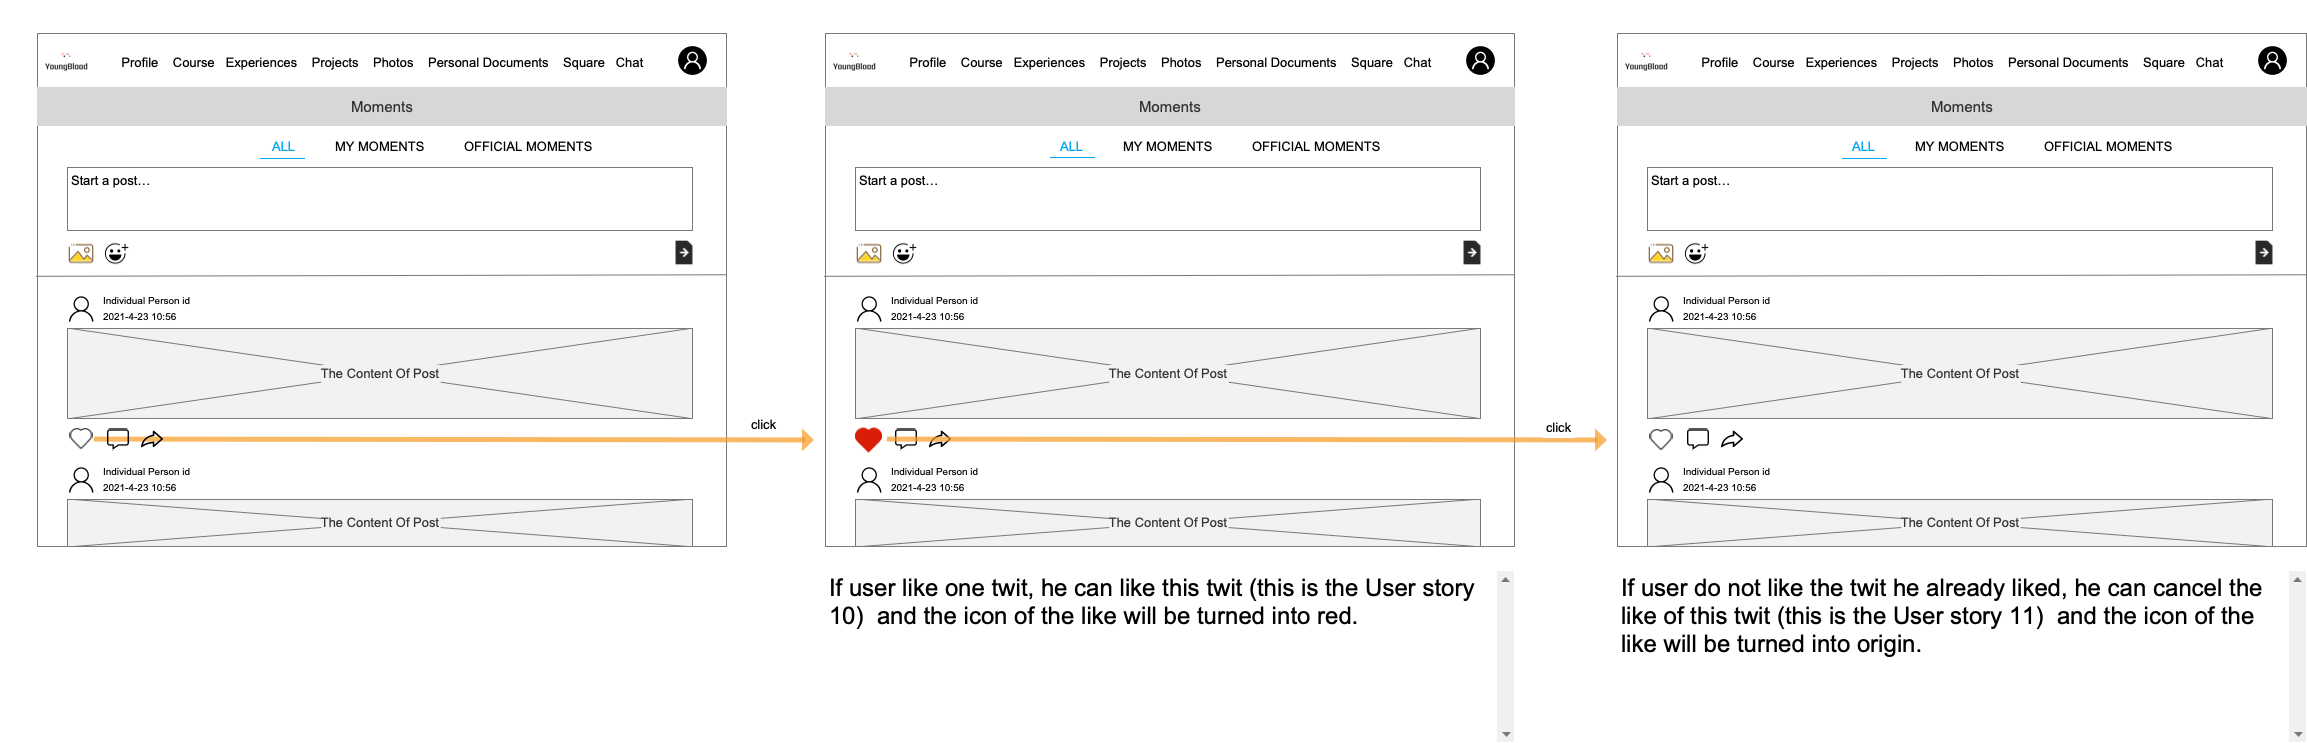 YoungBlood
Profile Course Experiences Projects Photos Personal Documents Square Chat
Moments
ALL MY MOMENTS OFFICIAL MOMENTS
Start a post…
Individual Person id
2021-4-23 10:56
The Content Of Post
Individual Person id
2021-4-23 10:56
The Content Of Post
click
YoungBlood
Profile Course Experiences Projects Photos Personal Documents Square Chat
Moments
ALL MY MOMENTS OFFICIAL MOMENTS
Start a post…
Individual Person id
2021-4-23 10:56
The Content Of Post
Individual Person id
2021-4-23 10:56
The Content Of Post
If user like one twit, he can like this twit (this is the User story
10)  and the icon of the like will be turned into red.
click
YoungBlood
Profile Course Experiences Projects Photos Personal Documents Square Chat
Moments
ALL MY MOMENTS OFFICIAL MOMENTS
Start a post…
Individual Person id
2021-4-23 10:56
The Content Of Post
Individual Person id
2021-4-23 10:56
The Content Of Post
If user do not like the twit he already liked, he can cancel the
like of this twit (this is the User story 11)  and the icon of the
like will be turned into origin.